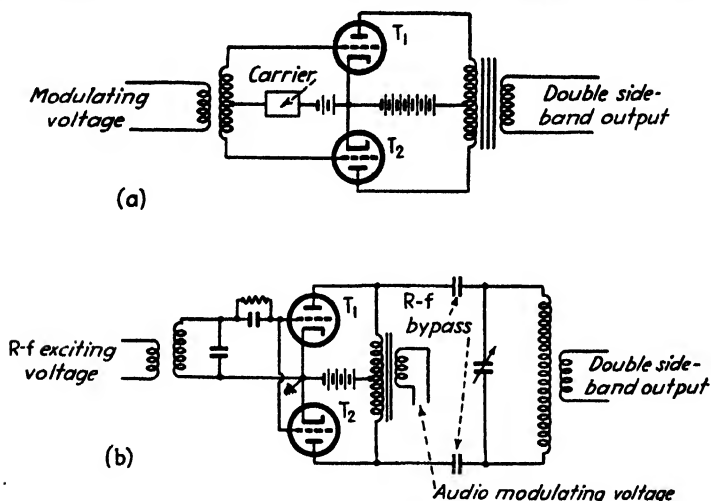 T1
Carrier
Modulating
voltage
Double side-
band output
T2
(a)
T1
R-f
bypass
R-f exciting
voltage
Double side-
band output
T2
(b)
Audio modulating voltage